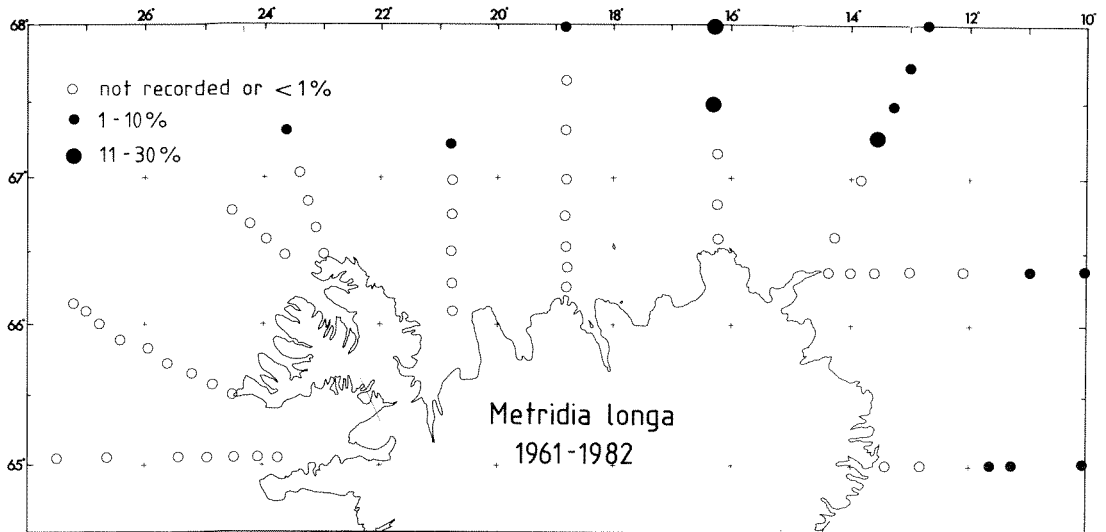 26° 24° 22° 20° 18° 16° 14° 12° 10°
68°
○ not recorded or <1%
● 1-10%
● 11-30%
67°
66°
Metridia longa
1961-1982
65°